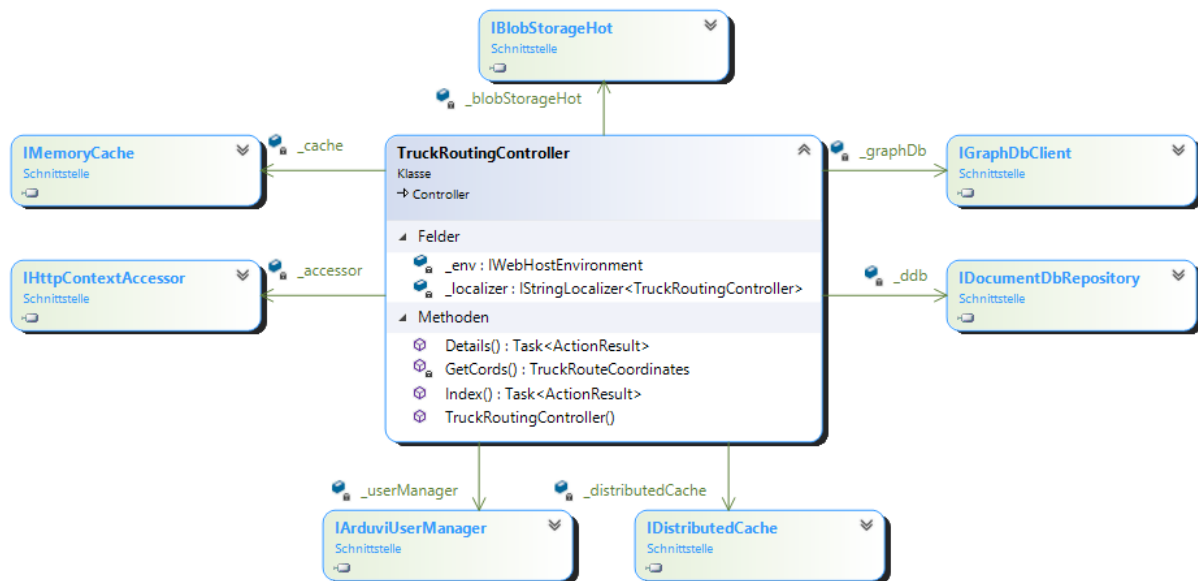 IBlobStorageHot
Schnittstelle
_blobStorageHot
IMemoryCache
Schnittstelle
_cache
TruckRoutingController
Klasse
Controller
_graphDb
IGraphDbClient
Schnittstelle
Felder
_env : IWebHostEnvironment
_localizer : IStringLocalizer<TruckRoutingController>
IHttpContextAccessor
Schnittstelle
_accessor
_ddb
IDocumentDbRepository
Schnittstelle
Methoden
Details() : Task<ActionResult>
GetCords() : TruckRouteCoordinates
Index() : Task<ActionResult>
TruckRoutingController()
_userManager
_distributedCache
IArduviUserManager
Schnittstelle
IDistributedCache
Schnittstelle